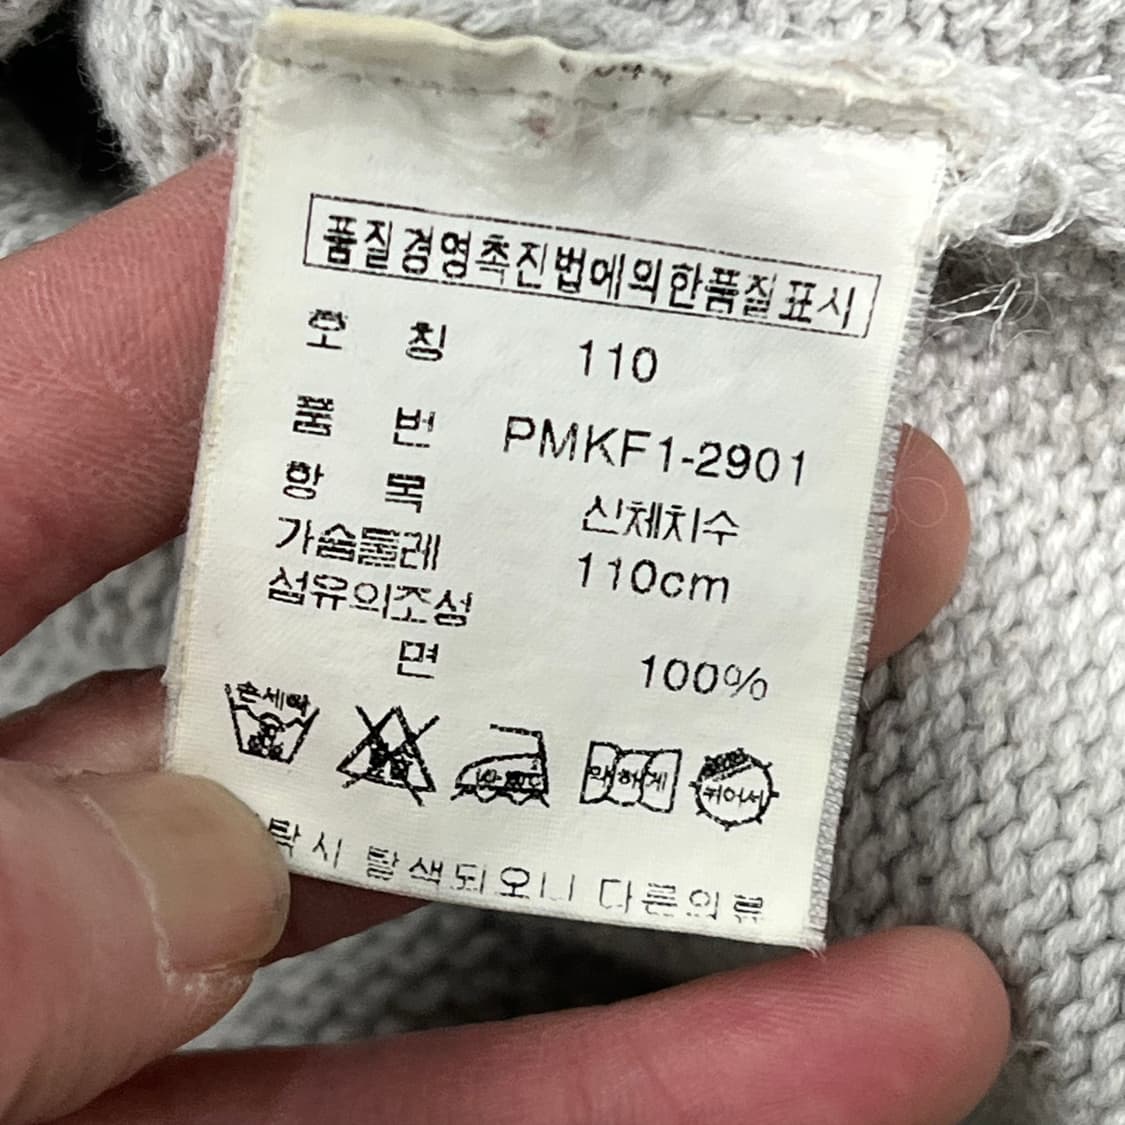 품질경영촉진법에의한품질표시
호 칭 110
품 번 PMKF1-2901
항 목 신체치수
가슴둘레 110cm
섬유의조성
면 100%
손세탁 약하게
뉘어서
탁시 탈색되오니 다른의류